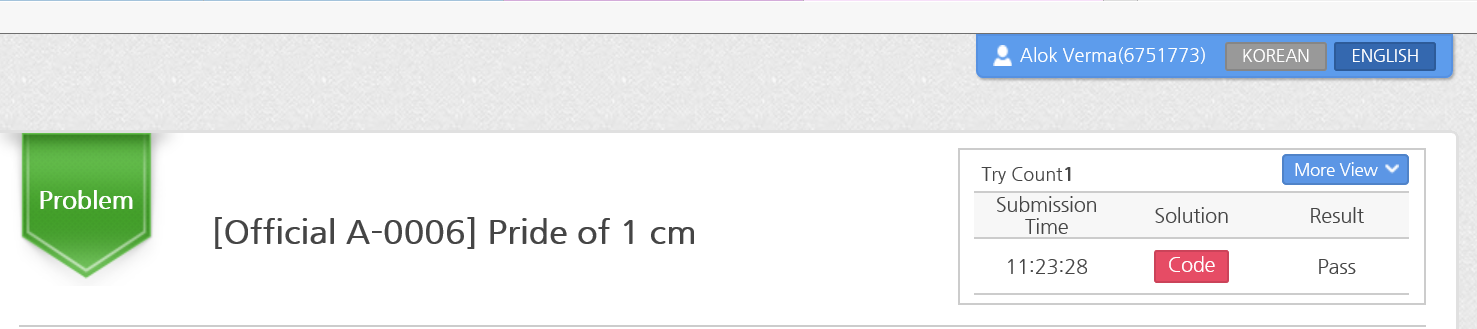 Alok Verma(6751773)
KOREAN
ENGLISH
Problem
[Official A-0006] Pride of 1 cm
Try Count1
More View
Submission
Time
Solution
Result
11:23:28
Code
Pass